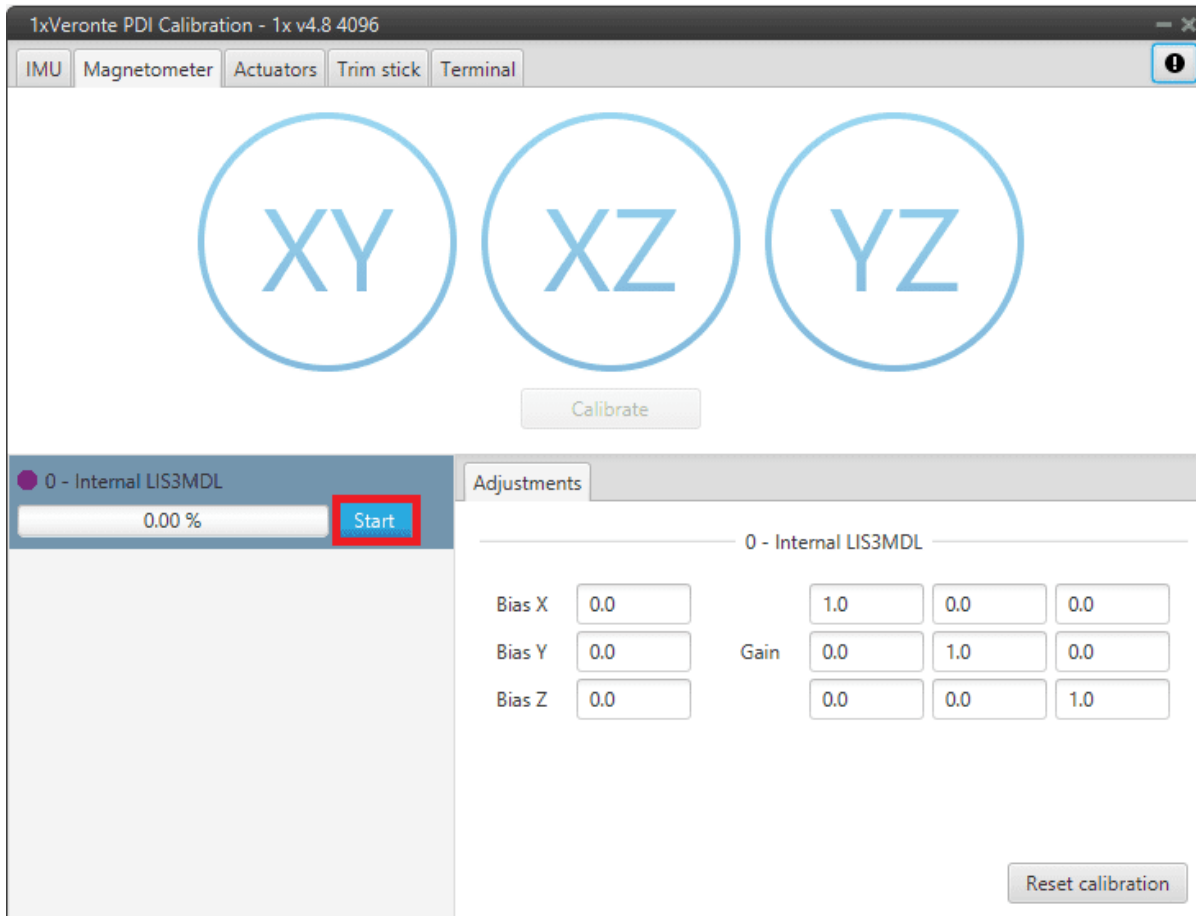 1xVeronte PDI Calibration - 1x v4.8 4096
IMU Magnetometer Actuators Trim stick Terminal
XY XZ YZ
Calibrate
0 - Internal LIS3MDL
0.00 % Start
Adjustments
0 - Internal LIS3MDL
Bias X 0.0 1.0 0.0 0.0
Bias Y 0.0 Gain 0.0 1.0 0.0
Bias Z 0.0 0.0 0.0 1.0
Reset calibration